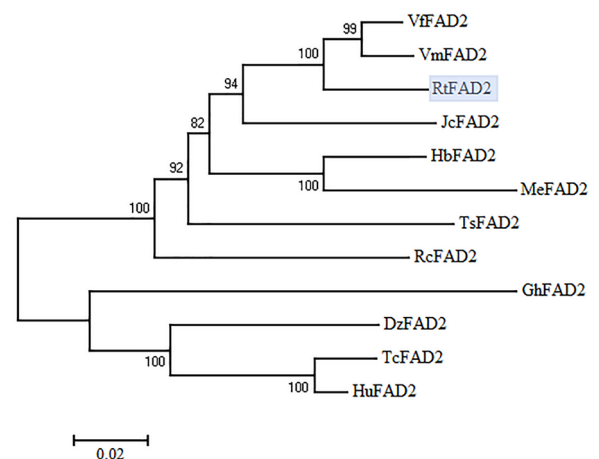 VfFAD2
99
VmFAD2
100
RtFAD2
94
JcFAD2
82
HbFAD2
100
MeFAD2
92
TsFAD2
100
RcFAD2
GhFAD2
DzFAD2
100
TcFAD2
100
HuFAD2
0.02